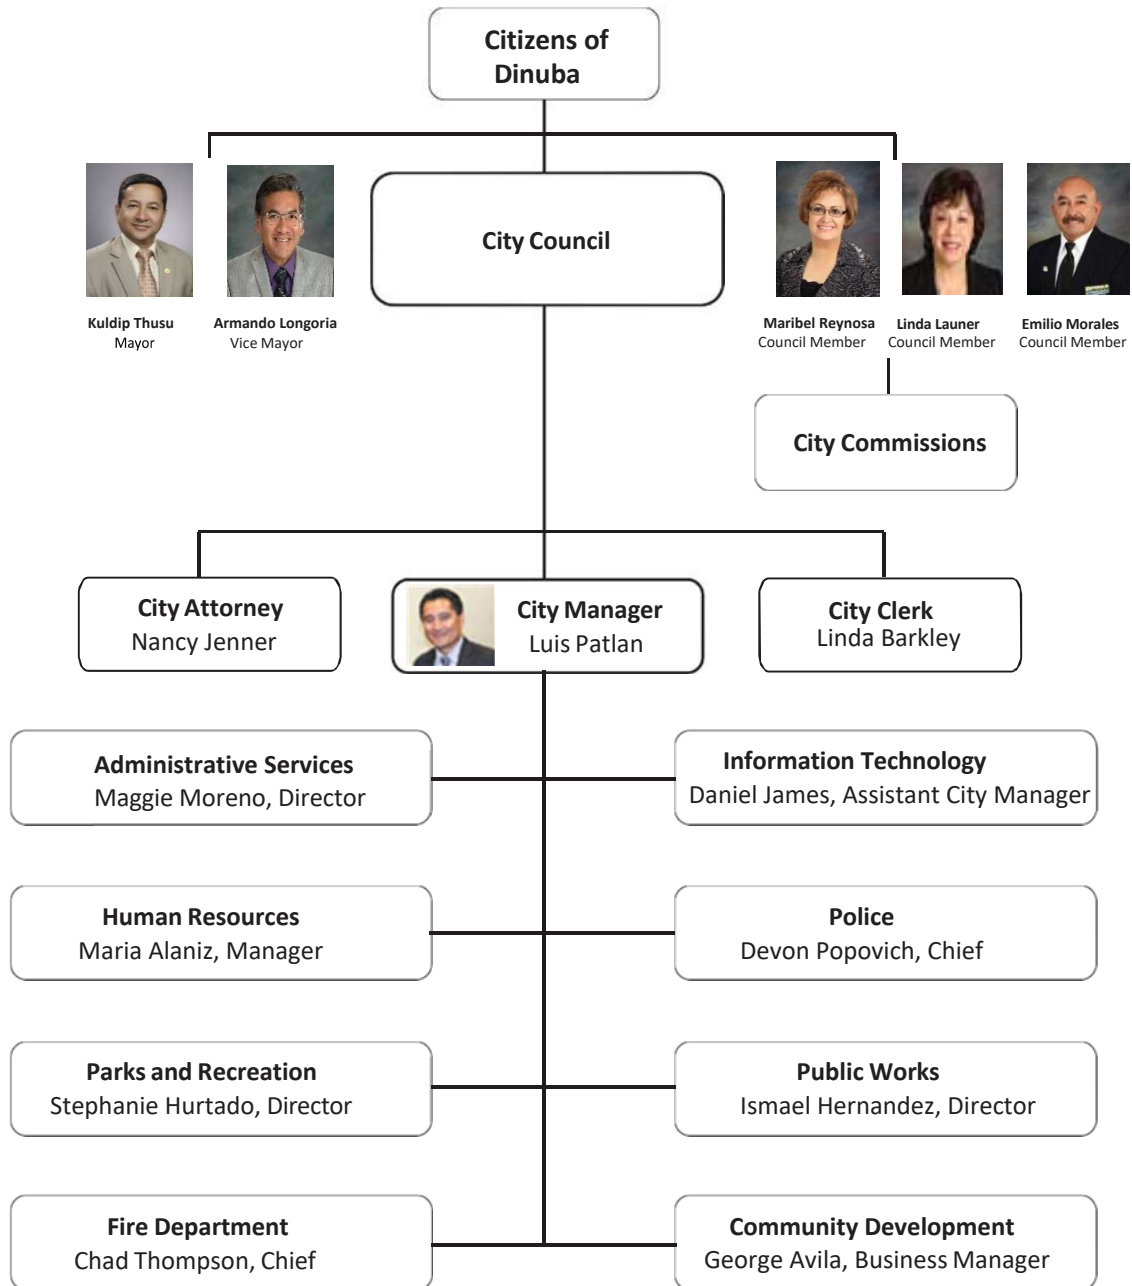 Citizens of
Dinuba
City Council
Kuldip Thusu
Mayor
Armando Longoria
Vice Mayor
Maribel Reynosa
Council Member
Linda Launer
Council Member
Emilio Morales
Council Member
City Commissions
City Attorney
Nancy Jenner
City Manager
Luis Patlan
City Clerk
Linda Barkley
Administrative Services
Maggie Moreno, Director
Information Technology
Daniel James, Assistant City Manager
Human Resources
Maria Alaniz, Manager
Police
Devon Popovich, Chief
Parks and Recreation
Stephanie Hurtado, Director
Public Works
Ismael Hernandez, Director
Fire Department
Chad Thompson, Chief
Community Development
George Avila, Business Manager